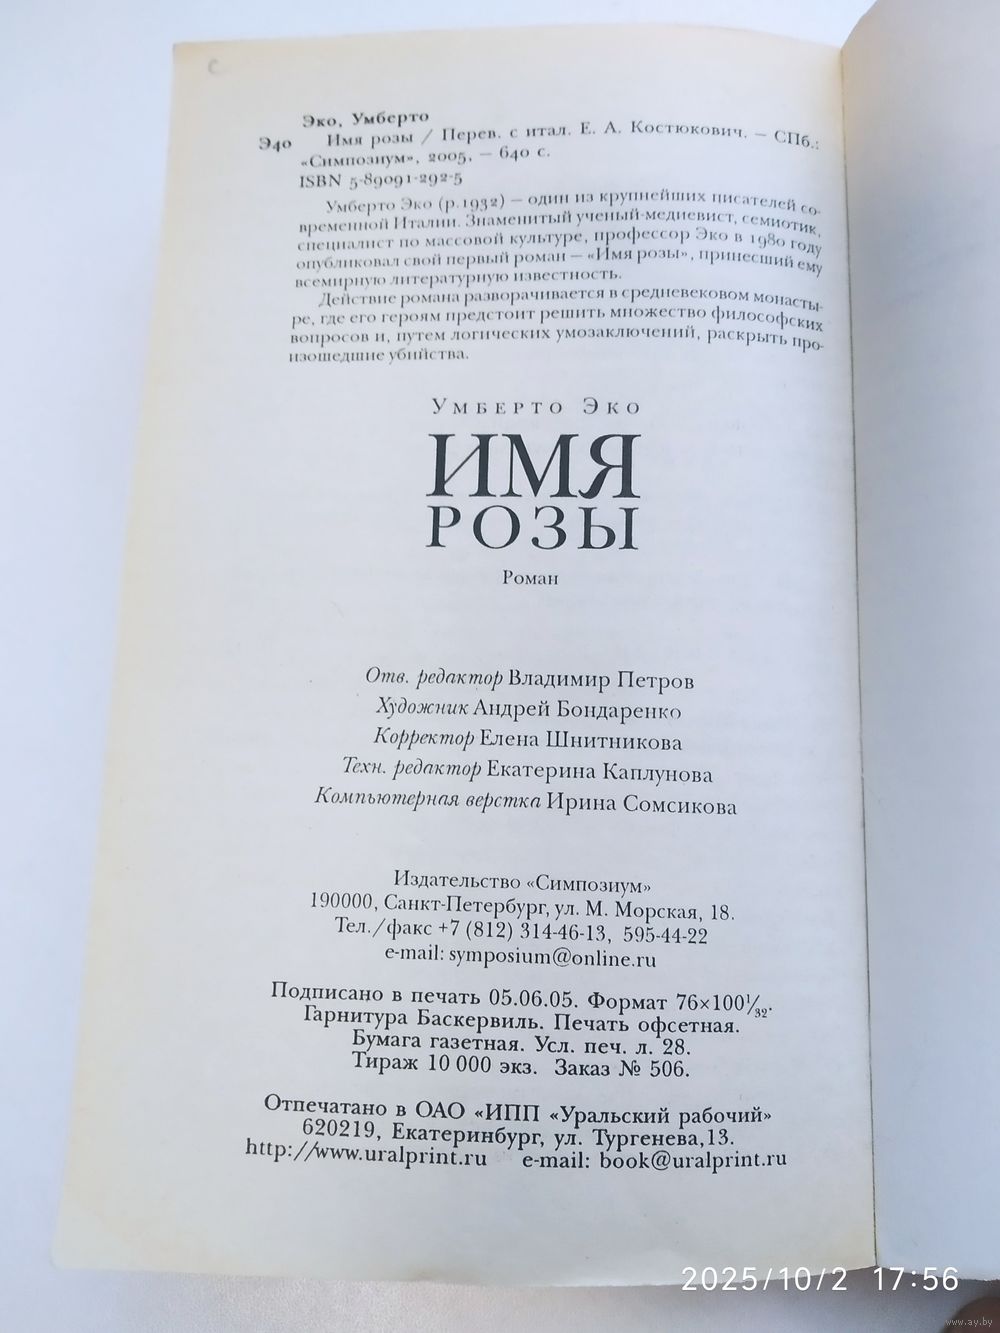 с
Эко, Умберто
Э40 Имя розы / Перев. с итал. Е. А. Костюкович. — СПб.:
«Симпозиум», 2005. — 640 с.
ISBN 5-89091-292-5
Умберто Эко (р. 1932) — один из крупнейших писателей со-
временной Италии. Знаменитый ученый-медиевист, семиотик,
специалист по массовой культуре, профессор Эко в 1980 году
опубликовал свой первый роман — «Имя розы», принесший ему
всемирную литературную известность.
Действие романа разворачивается в средневековом монасты-
ре, где его героям предстоит решить множество философских
вопросов и, путем логических умозаключений, раскрыть про-
изошедшие убийства.
Умберто Эко
ИМЯ
РОЗЫ
Роман
Отв. редактор Владимир Петров
Художник Андрей Бондаренко
Корректор Елена Шнитникова
Техн. редактор Екатерина Каплунова
Компьютерная верстка Ирина Сомсикова
Издательство «Симпозиум»
190000, Санкт-Петербург, ул. М. Морская, 18.
Тел./факс +7 (812) 314-46-13, 595-44-22
e-mail: symposium@online.ru
Подписано в печать 05.06.05. Формат 76×100 1/32.
Гарнитура Баскервиль. Печать офсетная.
Бумага газетная. Усл. печ. л. 28.
Тираж 10 000 экз. Заказ № 506.
Отпечатано в ОАО «ИПП «Уральский рабочий»
620219, Екатеринбург, ул. Тургенева,13.
http://www.uralprint.ru e-mail: book@uralprint.ru
2025/10/2 17:56
www.ay.by